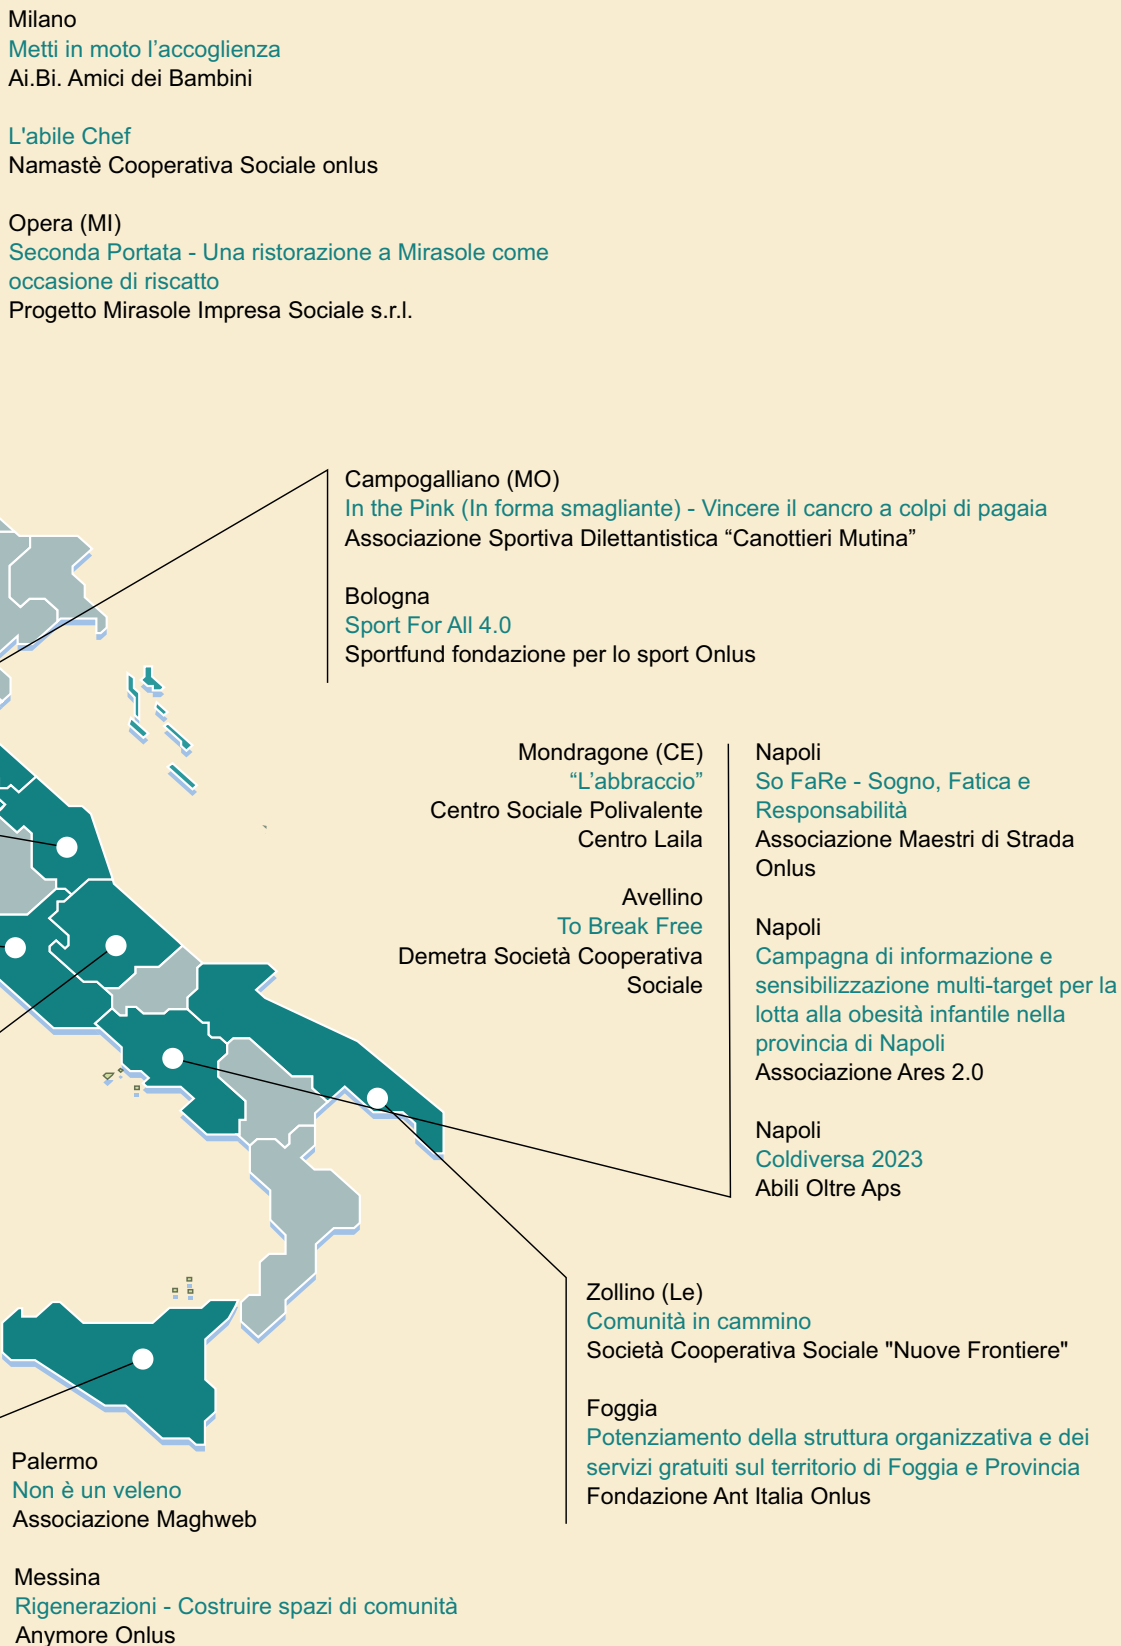 Milano
Metti in moto l’accoglienza
Ai.Bi. Amici dei Bambini
L'abile Chef
Namastè Cooperativa Sociale onlus
Opera (MI)
Seconda Portata - Una ristorazione a Mirasole come
occasione di riscatto
Progetto Mirasole Impresa Sociale s.r.l.
Campogalliano (MO)
In the Pink (In forma smagliante) - Vincere il cancro a colpi di pagaia
Associazione Sportiva Dilettantistica “Canottieri Mutina”
Bologna
Sport For All 4.0
Sportfund fondazione per lo sport Onlus
Mondragone (CE)
“L’abbraccio”
Centro Sociale Polivalente
Centro Laila
Avellino
To Break Free
Demetra Società Cooperativa
Sociale
Napoli
So FaRe - Sogno, Fatica e
Responsabilità
Associazione Maestri di Strada
Onlus
Napoli
Campagna di informazione e
sensibilizzazione multi-target per la
lotta alla obesità infantile nella
provincia di Napoli
Associazione Ares 2.0
Napoli
Coldiversa 2023
Abili Oltre Aps
Zollino (Le)
Comunità in cammino
Società Cooperativa Sociale "Nuove Frontiere"
Foggia
Potenziamento della struttura organizzativa e dei
servizi gratuiti sul territorio di Foggia e Provincia
Fondazione Ant Italia Onlus
Palermo
Non è un veleno
Associazione Maghweb
Messina
Rigenerazioni - Costruire spazi di comunità
Anymore Onlus